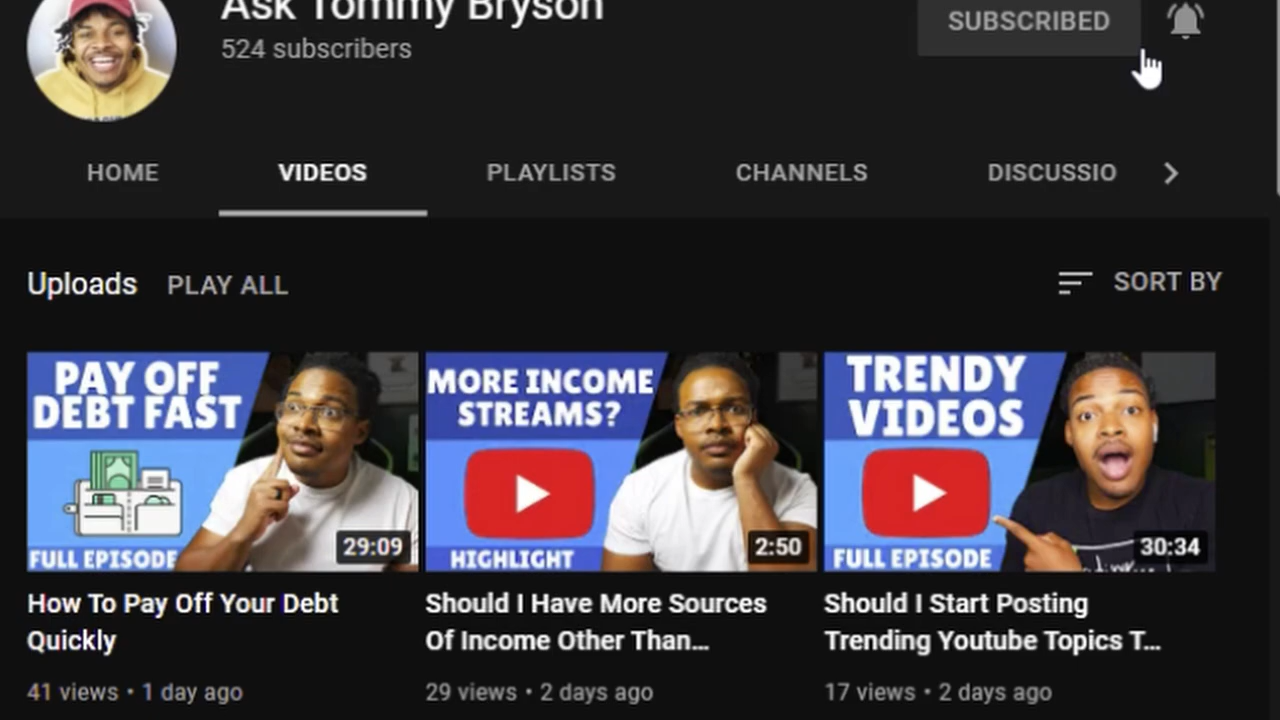 Ask Tommy Bryson
524 subscribers
SUBSCRIBED
HOME
VIDEOS
PLAYLISTS
CHANNELS
DISCUSSIO
Uploads
PLAY ALL
SORT BY
PAY OFF
DEBT FAST
FULL EPISODE
29:09
MORE INCOME
STREAMS?
HIGHLIGHT
2:50
TRENDY
VIDEOS
FULL EPISODE
30:34
How To Pay Off Your Debt
Quickly
41 views • 1 day ago
Should I Have More Sources
Of Income Other Than...
29 views • 2 days ago
Should I Start Posting
Trending Youtube Topics T...
17 views • 2 days ago